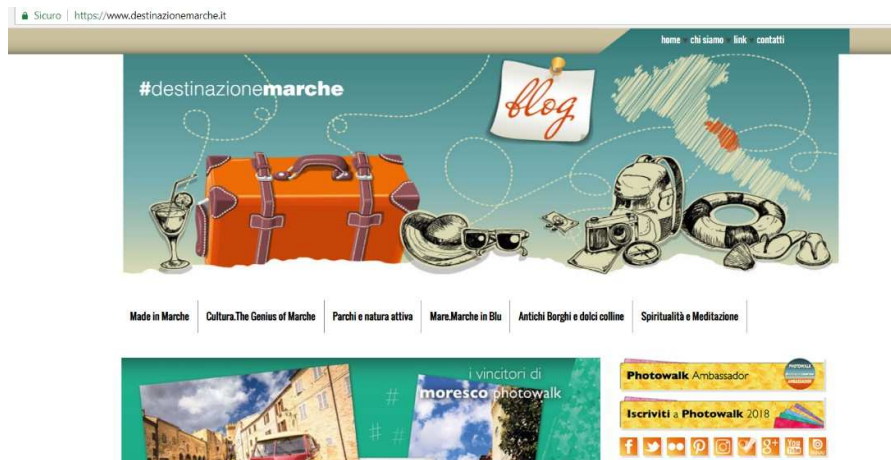 Sicuro | https://www.destinazionemarche.it
home chi siamo link contatti
#destinazionemarche
blog
Made in Marche
Cultura.The Genius of Marche
Parchi e natura attiva
Mare.Marche in Blu
Antichi Borghi e dolci colline
Spiritualità e Meditazione
i vincitori di
moresco photowalk
# # #
Photowalk Ambassador
Iscriviti a Photowalk 2018